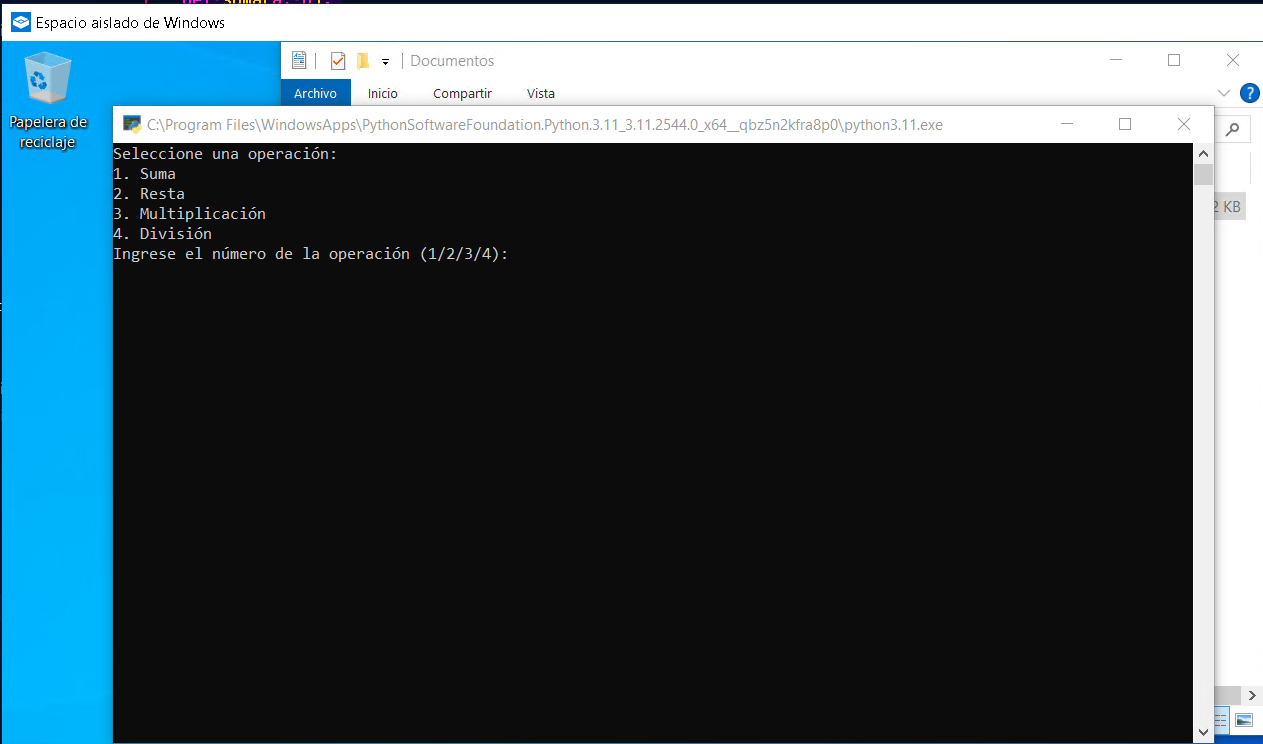 Espacio aislado de Windows
Papelera de
reciclaje
Documentos
Archivo Inicio Compartir Vista
?
C:\Program Files\WindowsApps\PythonSoftwareFoundation.Python.3.11_3.11.2544.0_x64__qbz5n2kfra8p0\python3.11.exe
Seleccione una operación:
1. Suma
2. Resta
3. Multiplicación
4. División
Ingrese el número de la operación (1/2/3/4):
2 KB